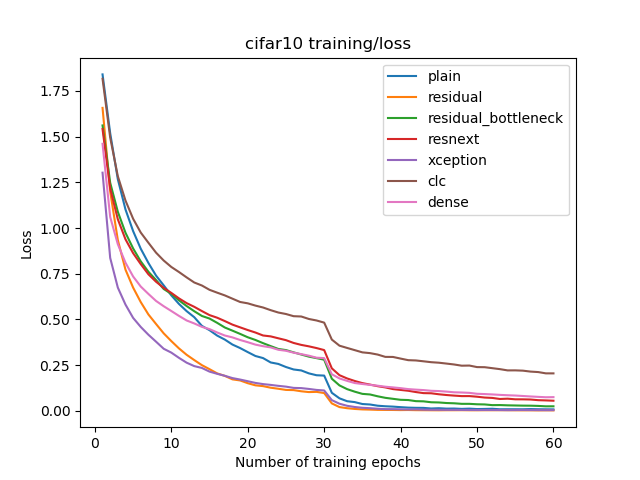 cifar10 training/loss
plain
residual
residual_bottleneck
resnext
xception
clc
dense
Loss
1.75
1.50
1.25
1.00
0.75
0.50
0.25
0.00
0 10 20 30 40 50 60
Number of training epochs